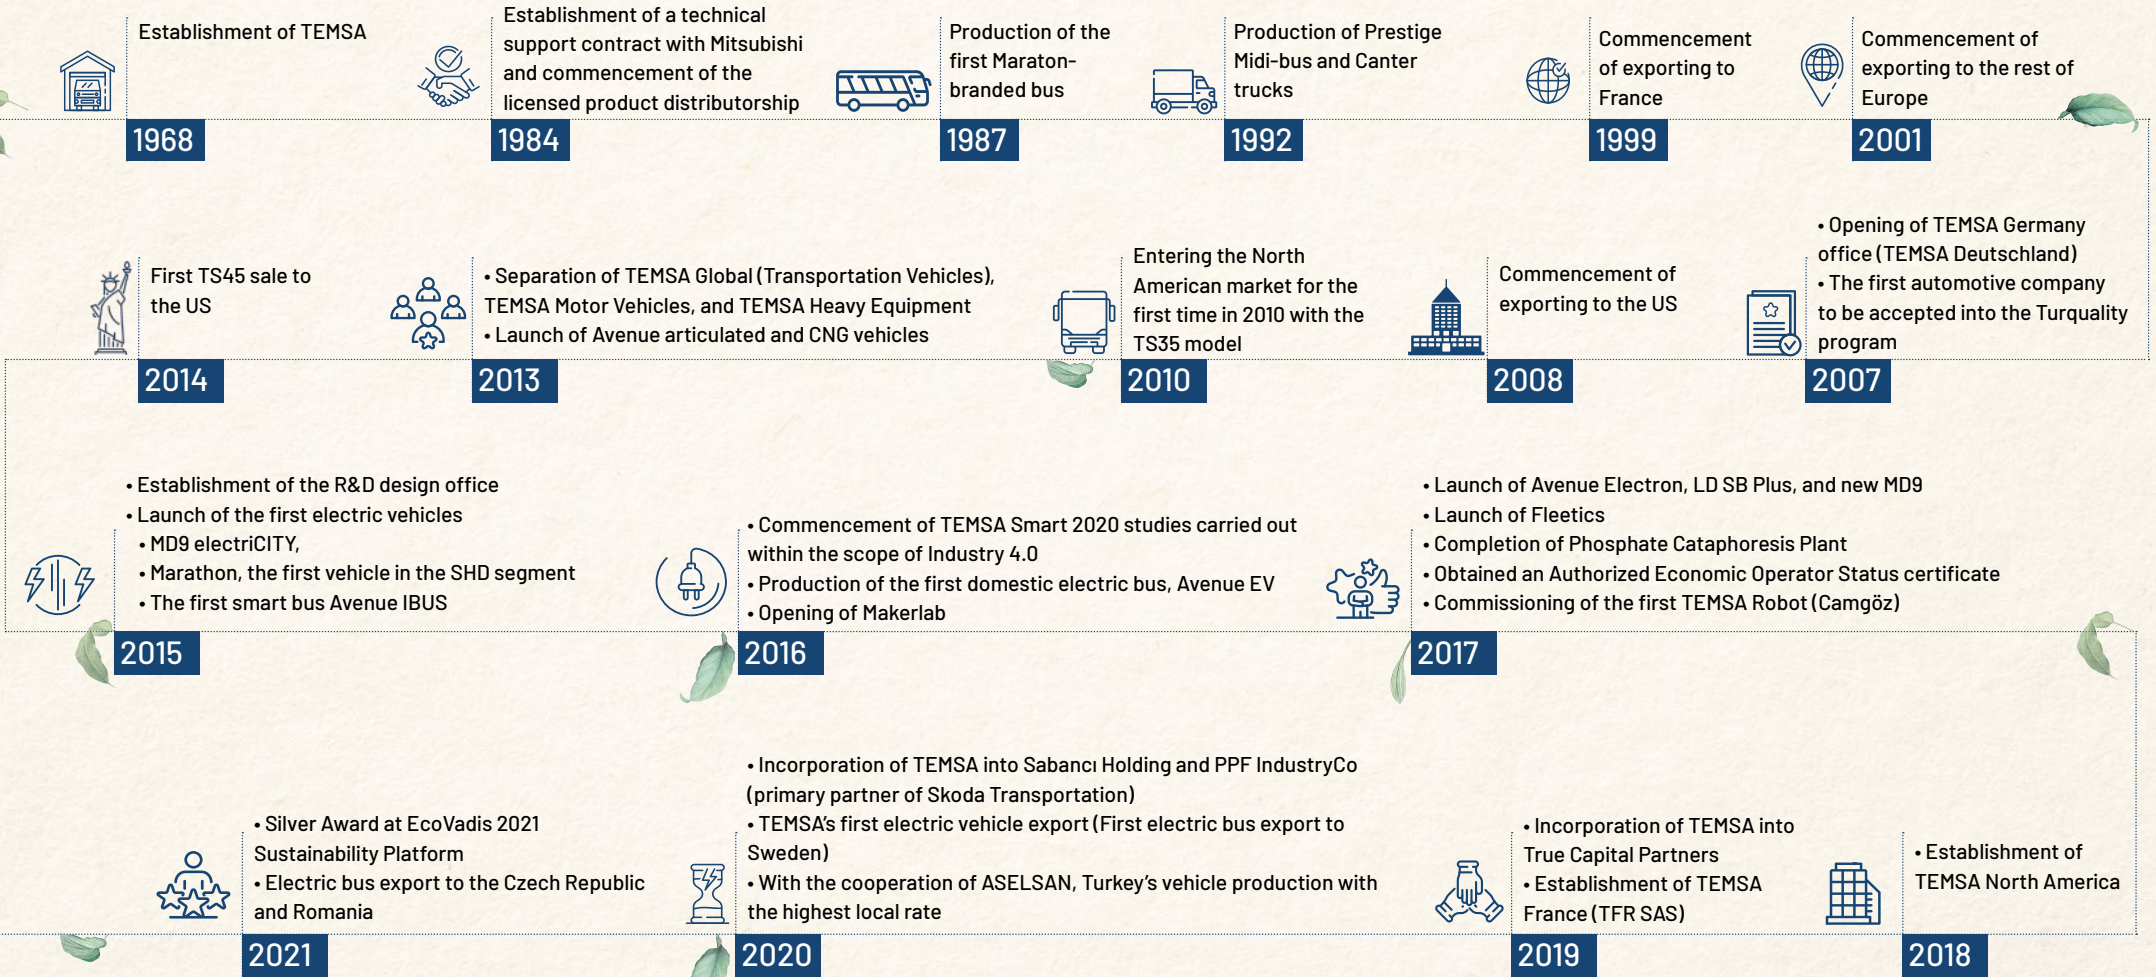 Establishment of TEMSA
1968
Establishment of a technical
support contract with Mitsubishi
and commencement of the
licensed product distributorship
1984
Production of the
first Maraton-
branded bus
1987
Production of Prestige
Midi-bus and Canter
trucks
1992
Commencement
of exporting to
France
1999
Commencement of
exporting to the rest of
Europe
2001
• Opening of TEMSA Germany
office (TEMSA Deutschland)
• The first automotive company
to be accepted into the Turquality
program
2007
Commencement of
exporting to the US
2008
Entering the North
American market for the
first time in 2010 with the
TS35 model
2010
• Separation of TEMSA Global (Transportation Vehicles),
TEMSA Motor Vehicles, and TEMSA Heavy Equipment
• Launch of Avenue articulated and CNG vehicles
2013
First TS45 sale to
the US
2014
• Establishment of the R&D design office
• Launch of the first electric vehicles
• MD9 electriCITY,
• Marathon, the first vehicle in the SHD segment
• The first smart bus Avenue IBUS
2015
• Commencement of TEMSA Smart 2020 studies carried out
within the scope of Industry 4.0
• Production of the first domestic electric bus, Avenue EV
• Opening of Makerlab
2016
• Launch of Avenue Electron, LD SB Plus, and new MD9
• Launch of Fleetics
• Completion of Phosphate Cataphoresis Plant
• Obtained an Authorized Economic Operator Status certificate
• Commissioning of the first TEMSA Robot (Camgöz)
2017
• Establishment of
TEMSA North America
2018
• Incorporation of TEMSA into
True Capital Partners
• Establishment of TEMSA
France (TFR SAS)
2019
• Incorporation of TEMSA into Sabancı Holding and PPF IndustryCo
(primary partner of Skoda Transportation)
• TEMSA's first electric vehicle export (First electric bus export to
Sweden)
• With the cooperation of ASELSAN, Turkey's vehicle production with
the highest local rate
2020
• Silver Award at EcoVadis 2021
Sustainability Platform
• Electric bus export to the Czech Republic
and Romania
2021